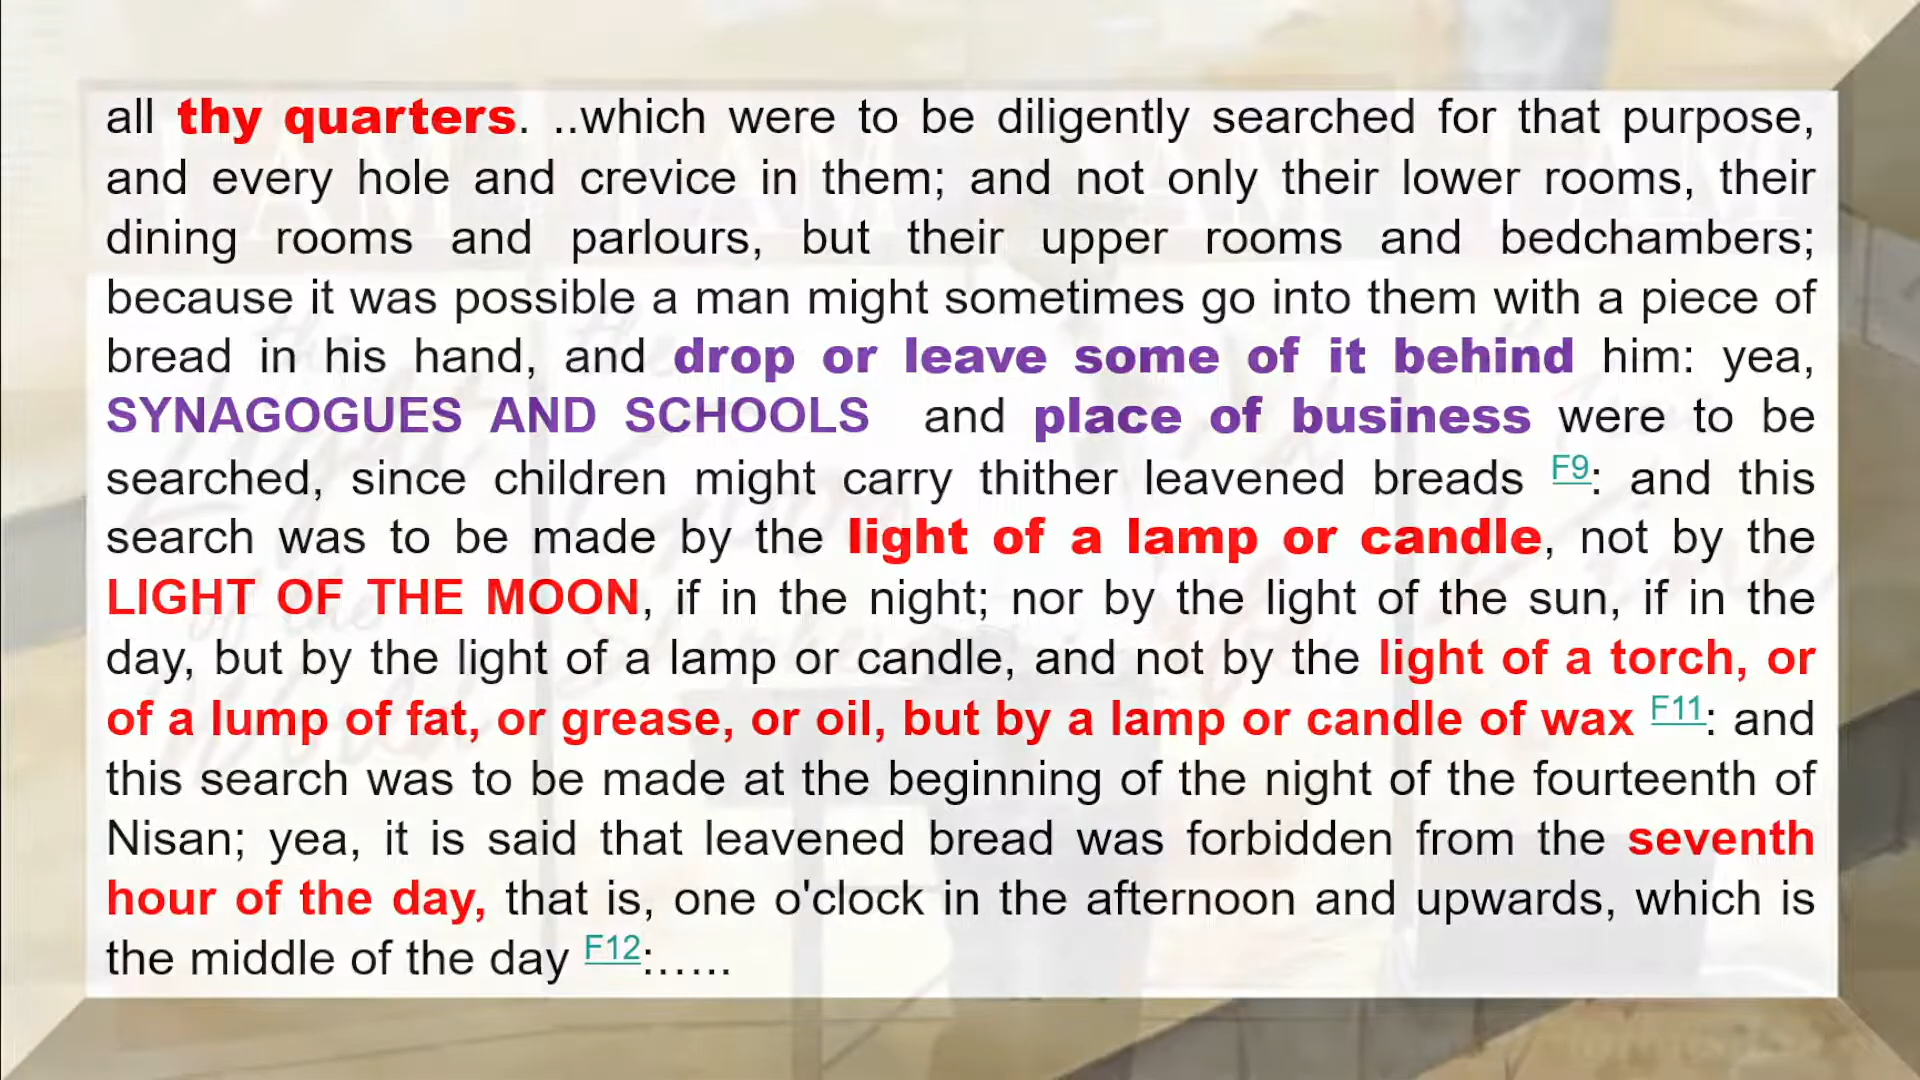 all thy quarters. ..which were to be diligently searched for that purpose,
and every hole and crevice in them; and not only their lower rooms, their
dining rooms and parlours, but their upper rooms and bedchambers;
because it was possible a man might sometimes go into them with a piece of
bread in his hand, and drop or leave some of it behind him: yea,
SYNAGOGUES AND SCHOOLS and place of business were to be
searched, since children might carry thither leavened breads F9: and this
search was to be made by the light of a lamp or candle, not by the
LIGHT OF THE MOON, if in the night; nor by the light of the sun, if in the
day, but by the light of a lamp or candle, and not by the light of a torch, or
of a lump of fat, or grease, or oil, but by a lamp or candle of wax F11: and
this search was to be made at the beginning of the night of the fourteenth of
Nisan; yea, it is said that leavened bread was forbidden from the seventh
hour of the day, that is, one o'clock in the afternoon and upwards, which is
the middle of the day F12:.....